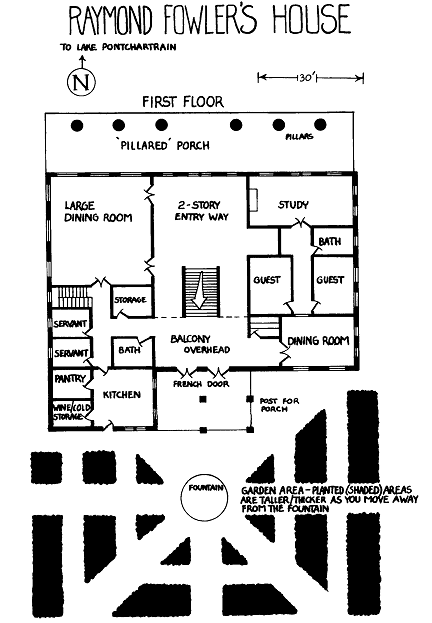 RAYMOND FOWLER'S HOUSE
TO LAKE PONTCHARTRAIN
N
30'
FIRST FLOOR
PILLARS
'PILLARED' PORCH
LARGE
DINING ROOM
2-STORY
ENTRY WAY
STUDY
BATH
GUEST
GUEST
STORAGE
SERVANT
SERVANT
BATH
BALCONY
OVERHEAD
DINING ROOM
PANTRY
KITCHEN
FRENCH DOOR
WINE/COLD
STORAGE
POST FOR
PORCH
FOUNTAIN
GARDEN AREA - PLANTED (SHADED) AREAS
ARE TALLER/THICKER AS YOU MOVE AWAY
FROM THE FOUNTAIN